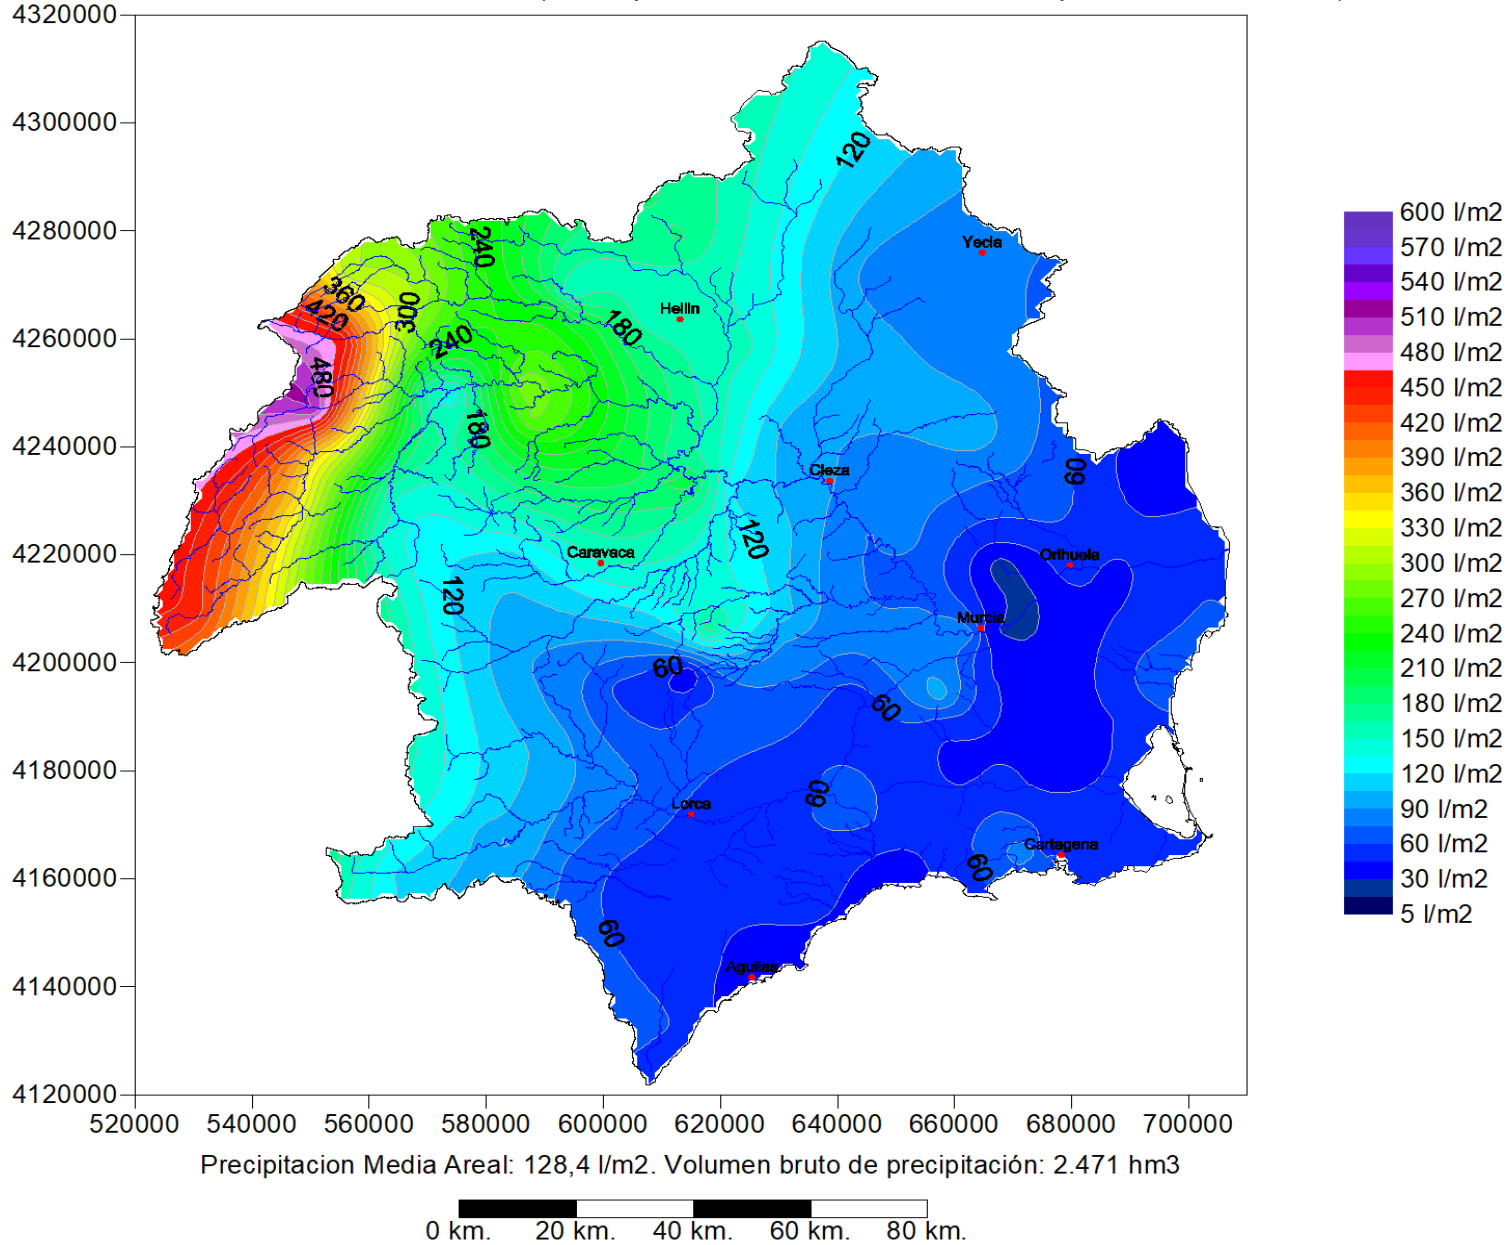 4320000
4300000
4280000
4260000
4240000
4220000
4200000
4180000
4160000
4140000
4120000
520000 540000 560000 580000 600000 620000 640000 660000 680000 700000
120
240
360
420
300
240
180
480
180
120
120
60
60
60
60
60
60
Yecla
Hellin
Cieza
Caravaca
Orihuela
Murcia
Lorca
Cartagena
Aguilas
600 l/m2
570 l/m2
540 l/m2
510 l/m2
480 l/m2
450 l/m2
420 l/m2
390 l/m2
360 l/m2
330 l/m2
300 l/m2
270 l/m2
240 l/m2
210 l/m2
180 l/m2
150 l/m2
120 l/m2
90 l/m2
60 l/m2
30 l/m2
5 l/m2
Precipitacion Media Areal: 128,4 l/m2. Volumen bruto de precipitación: 2.471 hm3
0 km. 20 km. 40 km. 60 km. 80 km.